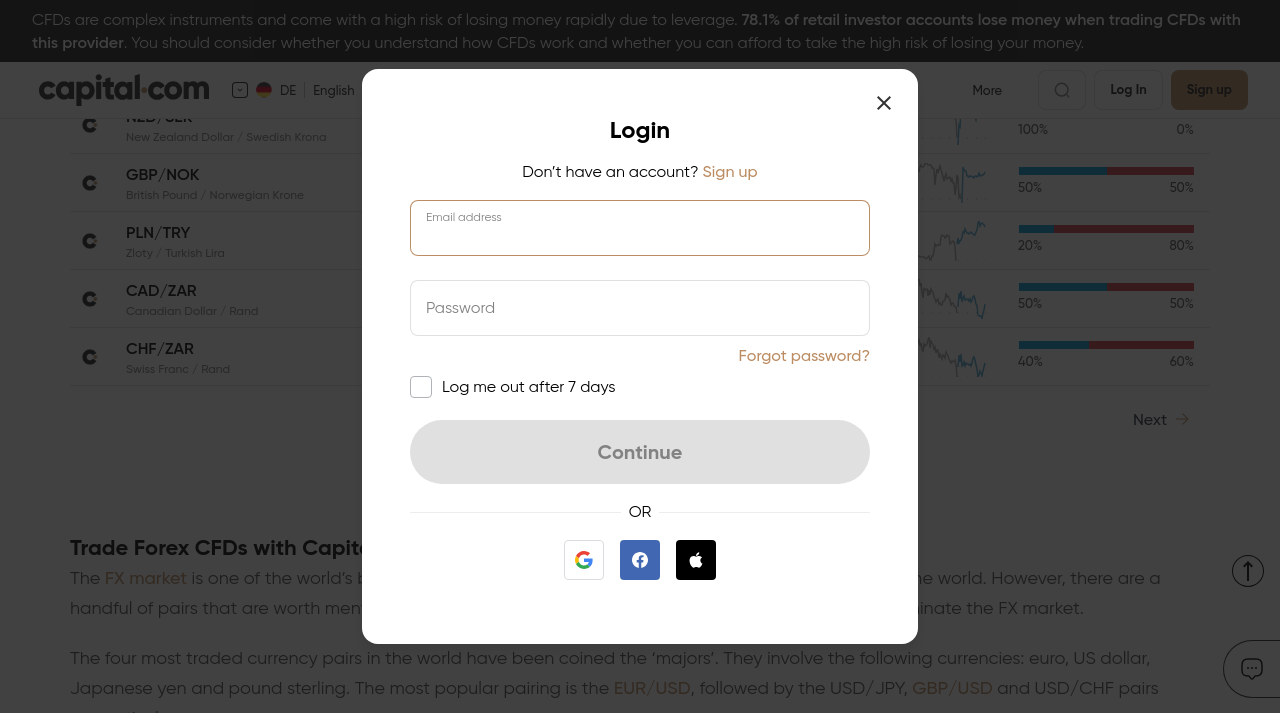 CFDs are complex instruments and come with a high risk of losing money rapidly due to leverage. 78.1% of retail investor accounts lose money when trading CFDs with
this provider. You should consider whether you understand how CFDs work and whether you can afford to take the high risk of losing your money.
capital.com
DE
English
More
Log In
Sign up
New Zealand Dollar / Swedish Krona
100%
0%
GBP/NOK
British Pound / Norwegian Krone
50%
50%
PLN/TRY
Zloty / Turkish Lira
20%
80%
CAD/ZAR
Canadian Dollar / Rand
50%
50%
CHF/ZAR
Swiss Franc / Rand
40%
60%
Next
Login
Don’t have an account? Sign up
Email address
Password
Forgot password?
Log me out after 7 days
Continue
OR
Trade Forex CFDs with
The FX market is one of the world’s
he world. However, there are a
handful of pairs that are worth
the FX market.
The four most traded currency pairs in the world have been coined the ‘majors’. They involve the following currencies: euro, US dollar,
Japanese yen and pound sterling. The most popular pairing is the EUR/USD, followed by the USD/JPY, GBP/USD and USD/CHF pairs